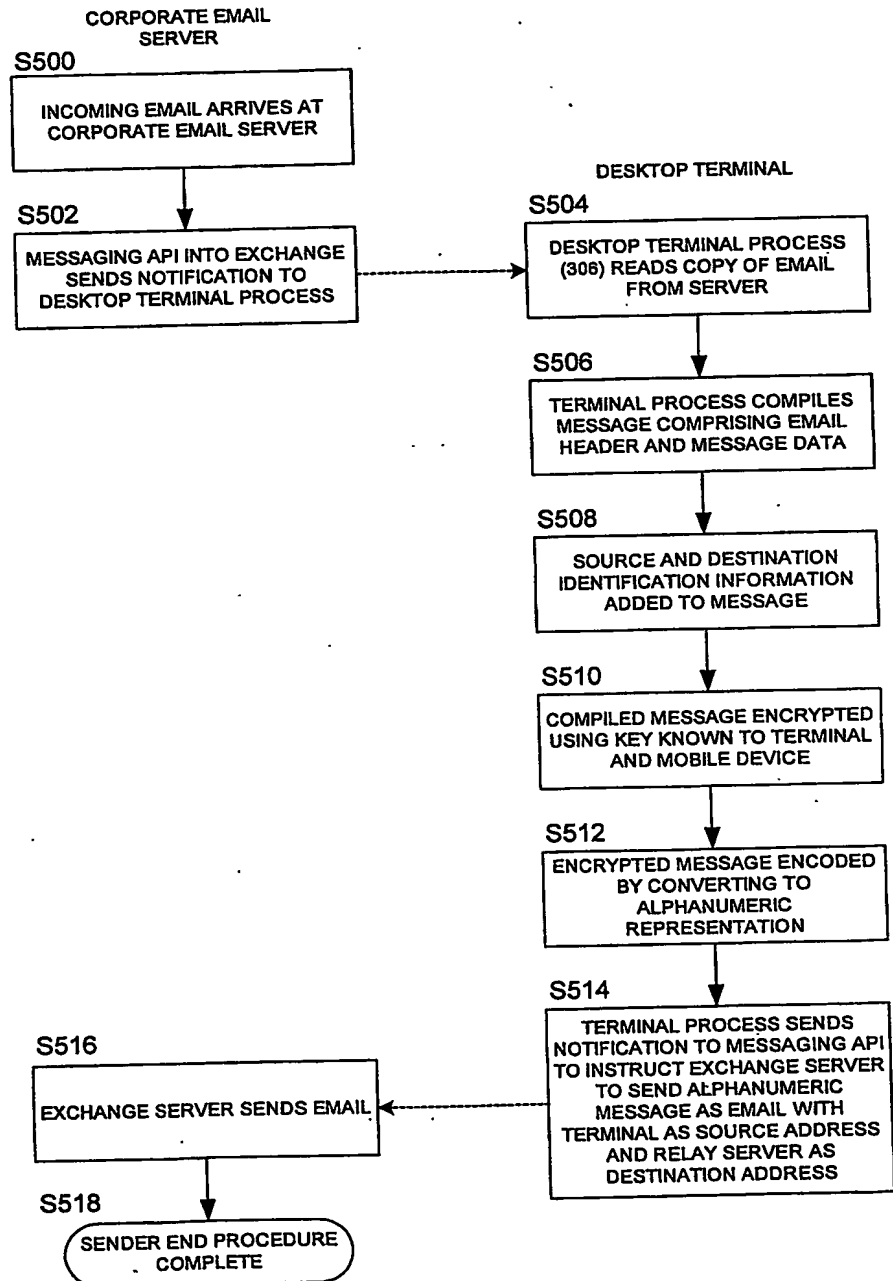 CORPORATE EMAIL
SERVER
S500
INCOMING EMAIL ARRIVES AT
CORPORATE EMAIL SERVER
S502
MESSAGING API INTO EXCHANGE
SENDS NOTIFICATION TO
DESKTOP TERMINAL PROCESS
DESKTOP TERMINAL
S504
DESKTOP TERMINAL PROCESS
(306) READS COPY OF EMAIL
FROM SERVER
S506
TERMINAL PROCESS COMPILES
MESSAGE COMPRISING EMAIL
HEADER AND MESSAGE DATA
S508
SOURCE AND DESTINATION
IDENTIFICATION INFORMATION
ADDED TO MESSAGE
S510
COMPILED MESSAGE ENCRYPTED
USING KEY KNOWN TO TERMINAL
AND MOBILE DEVICE
S512
ENCRYPTED MESSAGE ENCODED
BY CONVERTING TO
ALPHANUMERIC
REPRESENTATION
S514
TERMINAL PROCESS SENDS
NOTIFICATION TO MESSAGING API
TO INSTRUCT EXCHANGE SERVER
TO SEND ALPHANUMERIC
MESSAGE AS EMAIL WITH
TERMINAL AS SOURCE ADDRESS
AND RELAY SERVER AS
DESTINATION ADDRESS
S516
EXCHANGE SERVER SENDS EMAIL
S518
SENDER END PROCEDURE
COMPLETE